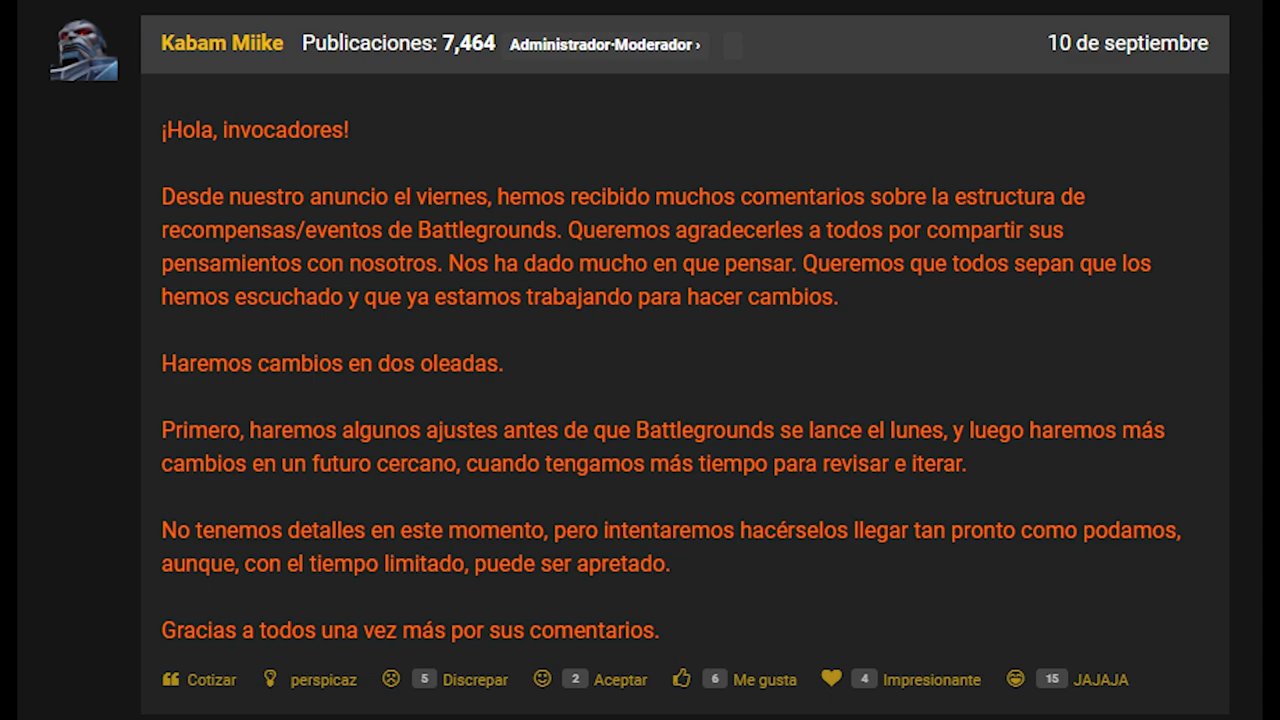 Kabam Miike Publicaciones: 7,464 Administrador·Moderador › 10 de septiembre
¡Hola, invocadores!
Desde nuestro anuncio el viernes, hemos recibido muchos comentarios sobre la estructura de
recompensas/eventos de Battlegrounds. Queremos agradecerles a todos por compartir sus
pensamientos con nosotros. Nos ha dado mucho en que pensar. Queremos que todos sepan que los
hemos escuchado y que ya estamos trabajando para hacer cambios.
Haremos cambios en dos oleadas.
Primero, haremos algunos ajustes antes de que Battlegrounds se lance el lunes, y luego haremos más
cambios en un futuro cercano, cuando tengamos más tiempo para revisar e iterar.
No tenemos detalles en este momento, pero intentaremos hacérselos llegar tan pronto como podamos,
aunque, con el tiempo limitado, puede ser apretado.
Gracias a todos una vez más por sus comentarios.
Cotizar perspicaz 5 Discrepar 2 Aceptar 6 Me gusta 4 Impresionante 15 JAJAJA